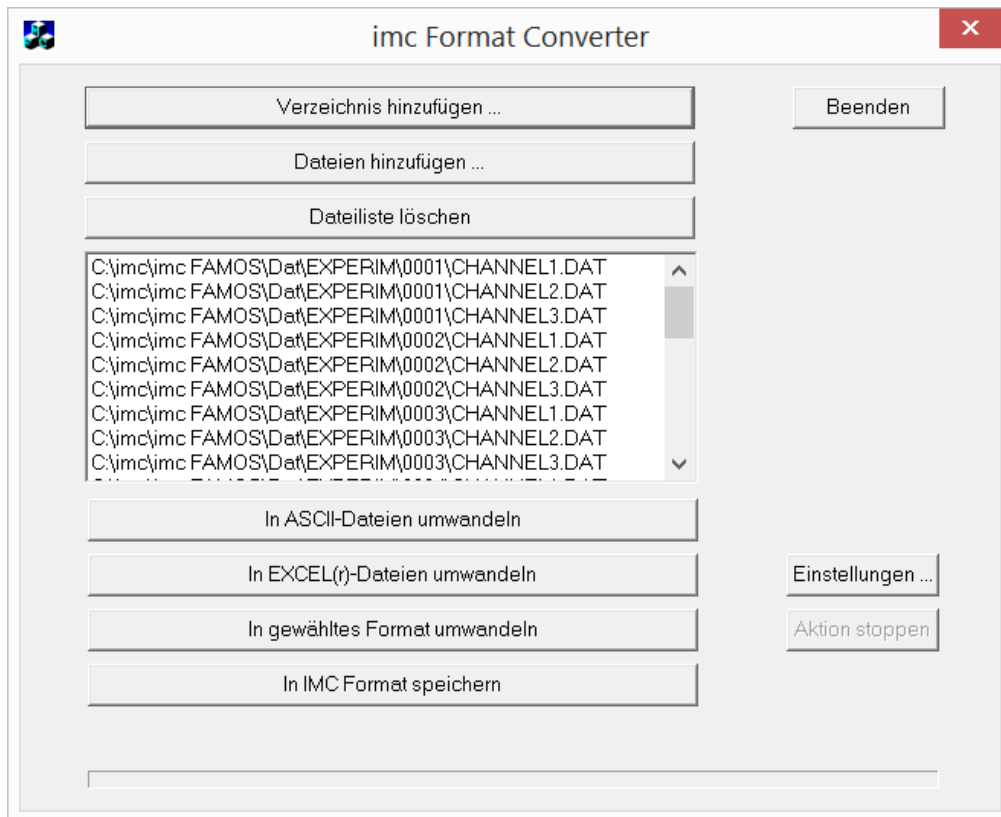 imc Format Converter
Verzeichnis hinzufügen ...
Beenden
Dateien hinzufügen ...
Dateiliste löschen
C:\imc\imc FAMOS\Dat\EXPERIM\0001\CHANNEL1.DAT
C:\imc\imc FAMOS\Dat\EXPERIM\0001\CHANNEL2.DAT
C:\imc\imc FAMOS\Dat\EXPERIM\0001\CHANNEL3.DAT
C:\imc\imc FAMOS\Dat\EXPERIM\0002\CHANNEL1.DAT
C:\imc\imc FAMOS\Dat\EXPERIM\0002\CHANNEL2.DAT
C:\imc\imc FAMOS\Dat\EXPERIM\0002\CHANNEL3.DAT
C:\imc\imc FAMOS\Dat\EXPERIM\0003\CHANNEL1.DAT
C:\imc\imc FAMOS\Dat\EXPERIM\0003\CHANNEL2.DAT
C:\imc\imc FAMOS\Dat\EXPERIM\0003\CHANNEL3.DAT
In ASCII-Dateien umwandeln
In EXCEL(r)-Dateien umwandeln
Einstellungen ...
In gewähltes Format umwandeln
Aktion stoppen
In IMC Format speichern